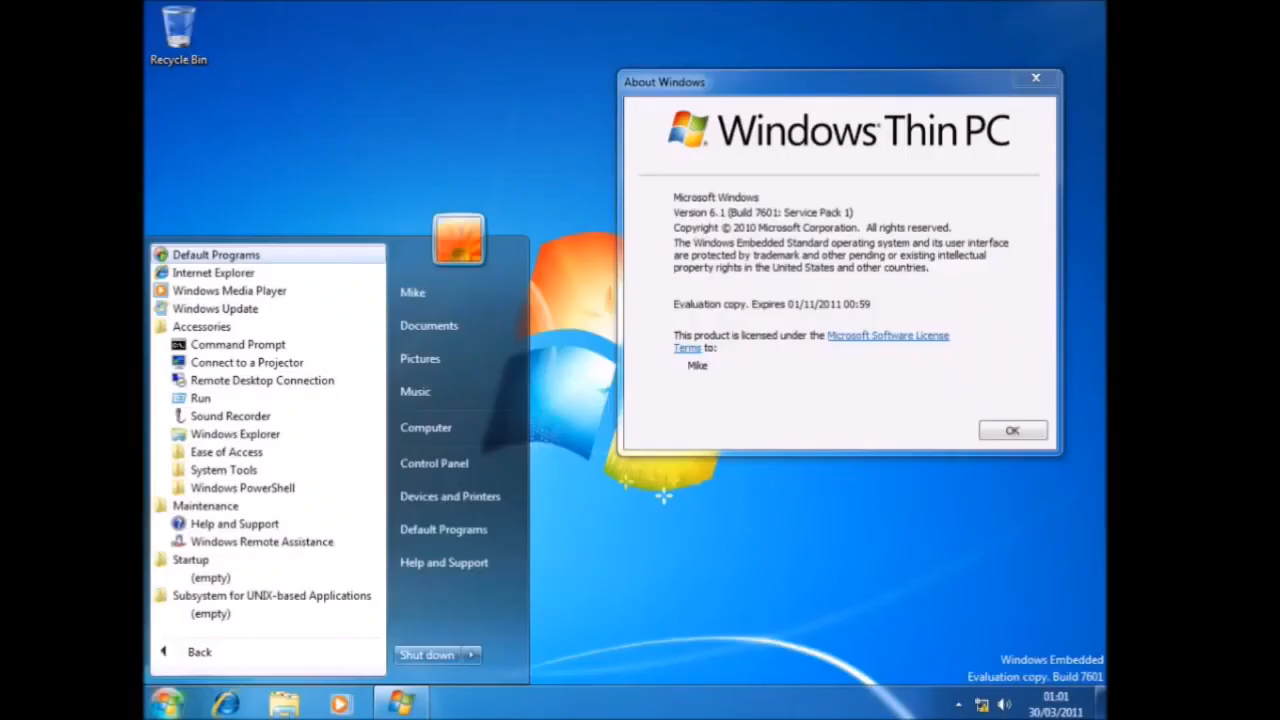 Recycle Bin
About Windows
Windows Thin PC
Microsoft Windows
Version 6.1 (Build 7601: Service Pack 1)
Copyright © 2010 Microsoft Corporation. All rights reserved.
The Windows Embedded Standard operating system and its user interface
are protected by trademark and other pending or existing intellectual
property rights in the United States and other countries.
Evaluation copy. Expires 01/11/2011 00:59
This product is licensed under the Microsoft Software License
Terms to:
Mike
OK
Default Programs
Internet Explorer
Windows Media Player
Windows Update
Accessories
Command Prompt
Connect to a Projector
Remote Desktop Connection
Run
Sound Recorder
Windows Explorer
Ease of Access
System Tools
Windows PowerShell
Maintenance
Help and Support
Windows Remote Assistance
Startup
(empty)
Subsystem for UNIX-based Applications
(empty)
Back
Mike
Documents
Pictures
Music
Computer
Control Panel
Devices and Printers
Default Programs
Help and Support
Shut down
Windows Embedded
Evaluation copy. Build 7601
01:01
30/03/2011